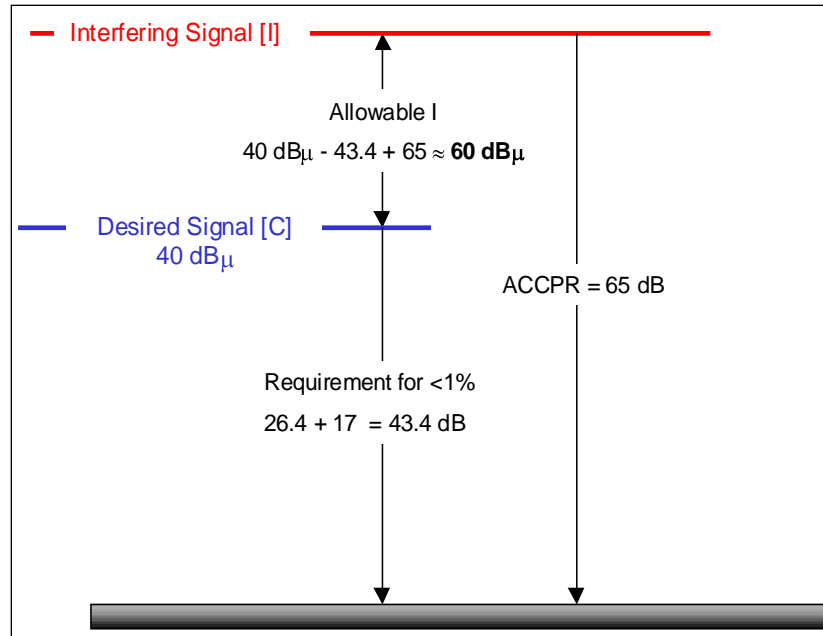 Interfering Signal [I]
Allowable I
40 dBµ - 43.4 + 65 ≈ 60 dBµ
Desired Signal [C]
40 dBµ
ACCPR = 65 dB
Requirement for <1%
26.4 + 17 = 43.4 dB